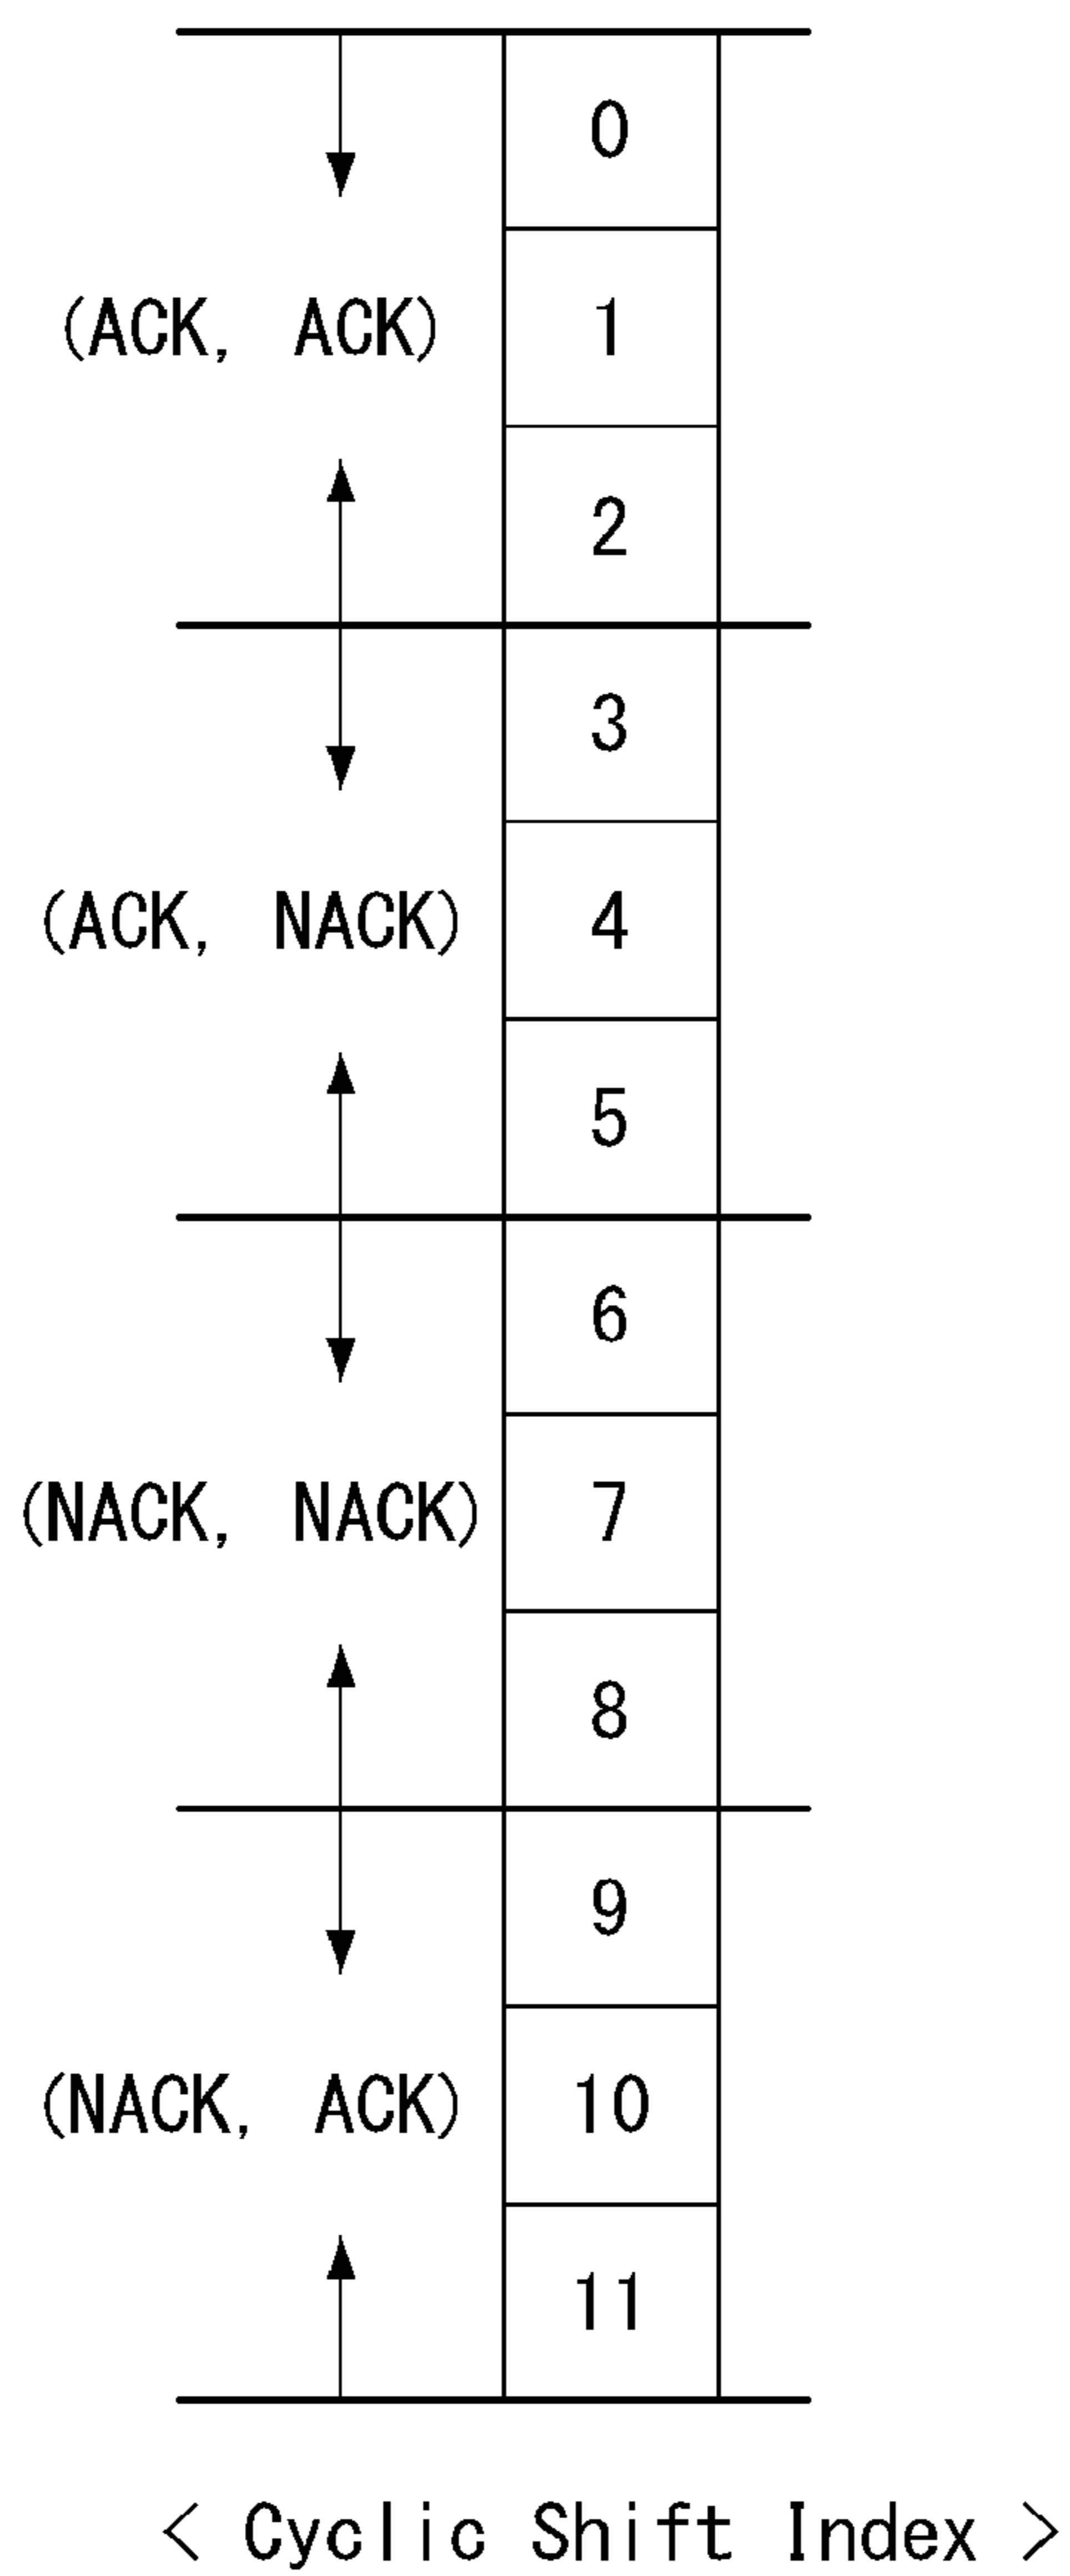 0
(ACK, ACK) 1
2
3
(ACK, NACK) 4
5
6
(NACK, NACK) 7
8
9
(NACK, ACK) 10
11
< Cyclic Shift Index >